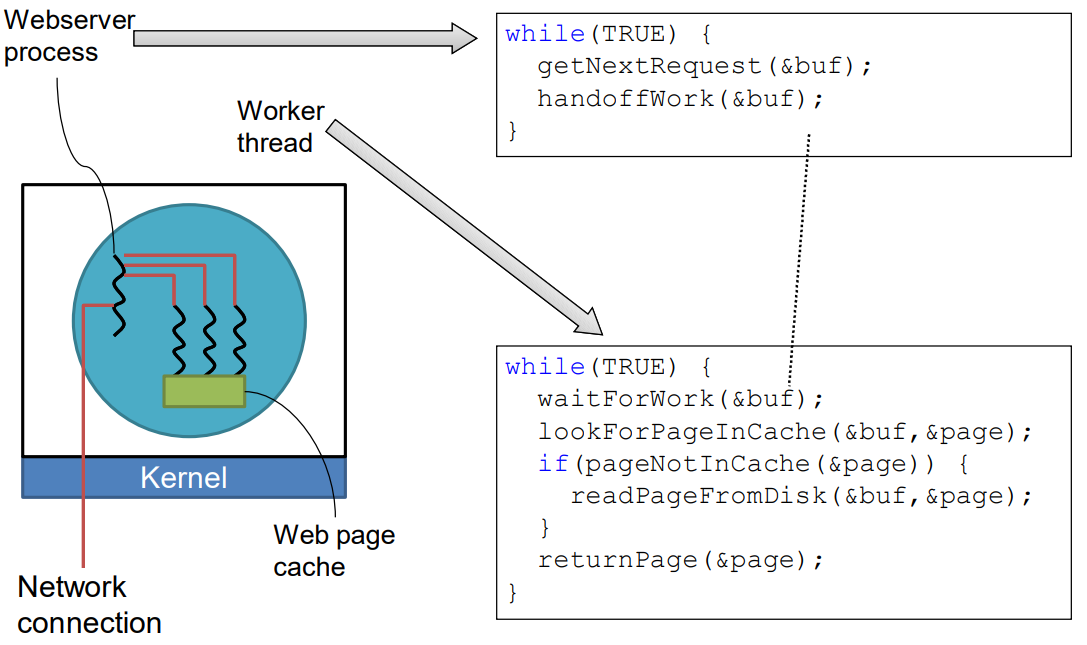 Webserver
process
while(TRUE) {
getNextRequest(&buf);
handoffWork(&buf);
}
Worker
thread
while(TRUE) {
waitForWork(&buf);
lookForPageInCache(&buf,&page);
if(pageNotInCache(&page)) {
readPageFromDisk(&buf,&page);
}
returnPage(&page);
}
Kernel
Web page
cache
Network
connection